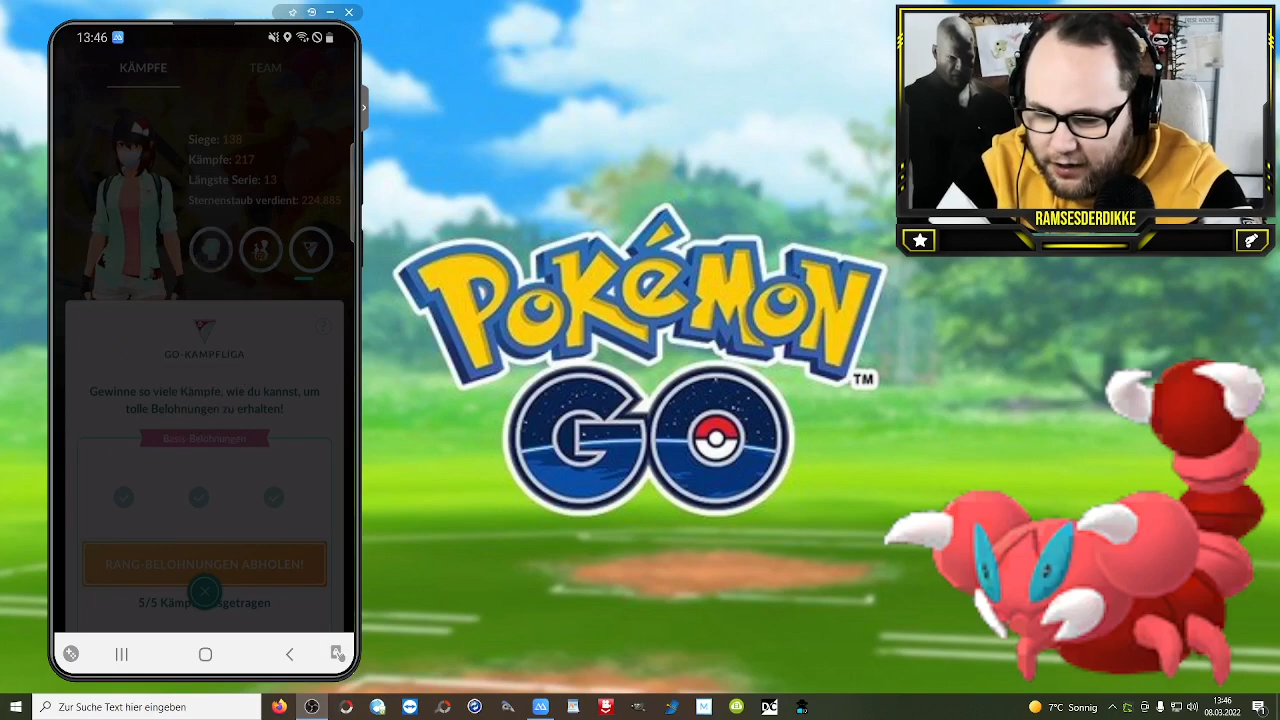 13:46
KÄMPFE TEAM
Siege: 138
Kämpfe: 217
Längste Serie: 13
Sternenstaub verdient: 224.885
GO-KAMPFLIGA
Gewinne so viele Kämpfe, wie du kannst, um
tolle Belohnungen zu erhalten!
Basis-Belohnungen
RANG-BELOHNUNGEN ABHOLEN!
5/5
POKÉMON
TM
GO
RAMSESDERDIKKE
Zur Suche Text hier eingeben
7°C Sonnig
13:46
08.03.2022